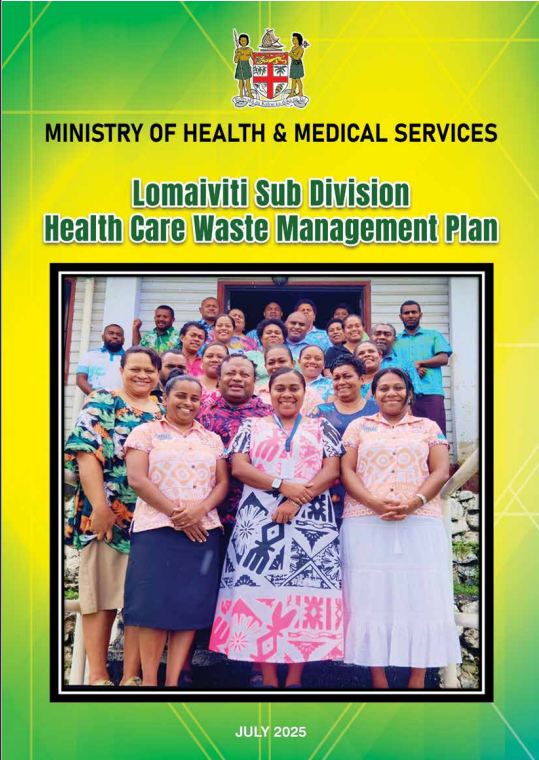 MINISTRY OF HEALTH & MEDICAL SERVICES
Lomaiviti Sub Division
Health Care Waste Management Plan
JULY 2025